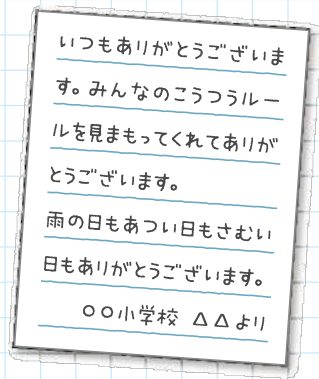 いつもありがとうございま
す。みんなのこうつうルー
ルを見まもってくれてありが
とうございます。
雨の日もあつい日もさむい
日もありがとうございます。
○○小学校 △△より